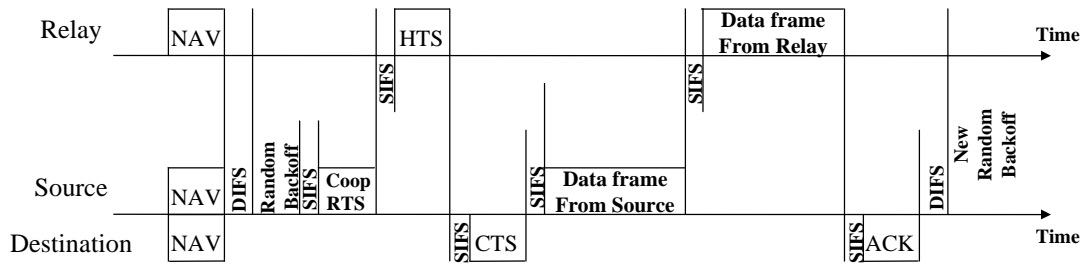 Relay
NAV
HTS
Data frame
From Relay
Time
SIFS
SIFS
Source
NAV
DIFS
Random
Backoff
SIFS
Coop
RTS
SIFS
Data frame
From Source
DIFS
New
Random
Backoff
Destination
NAV
SIFS
CTS
SIFS
ACK
Time